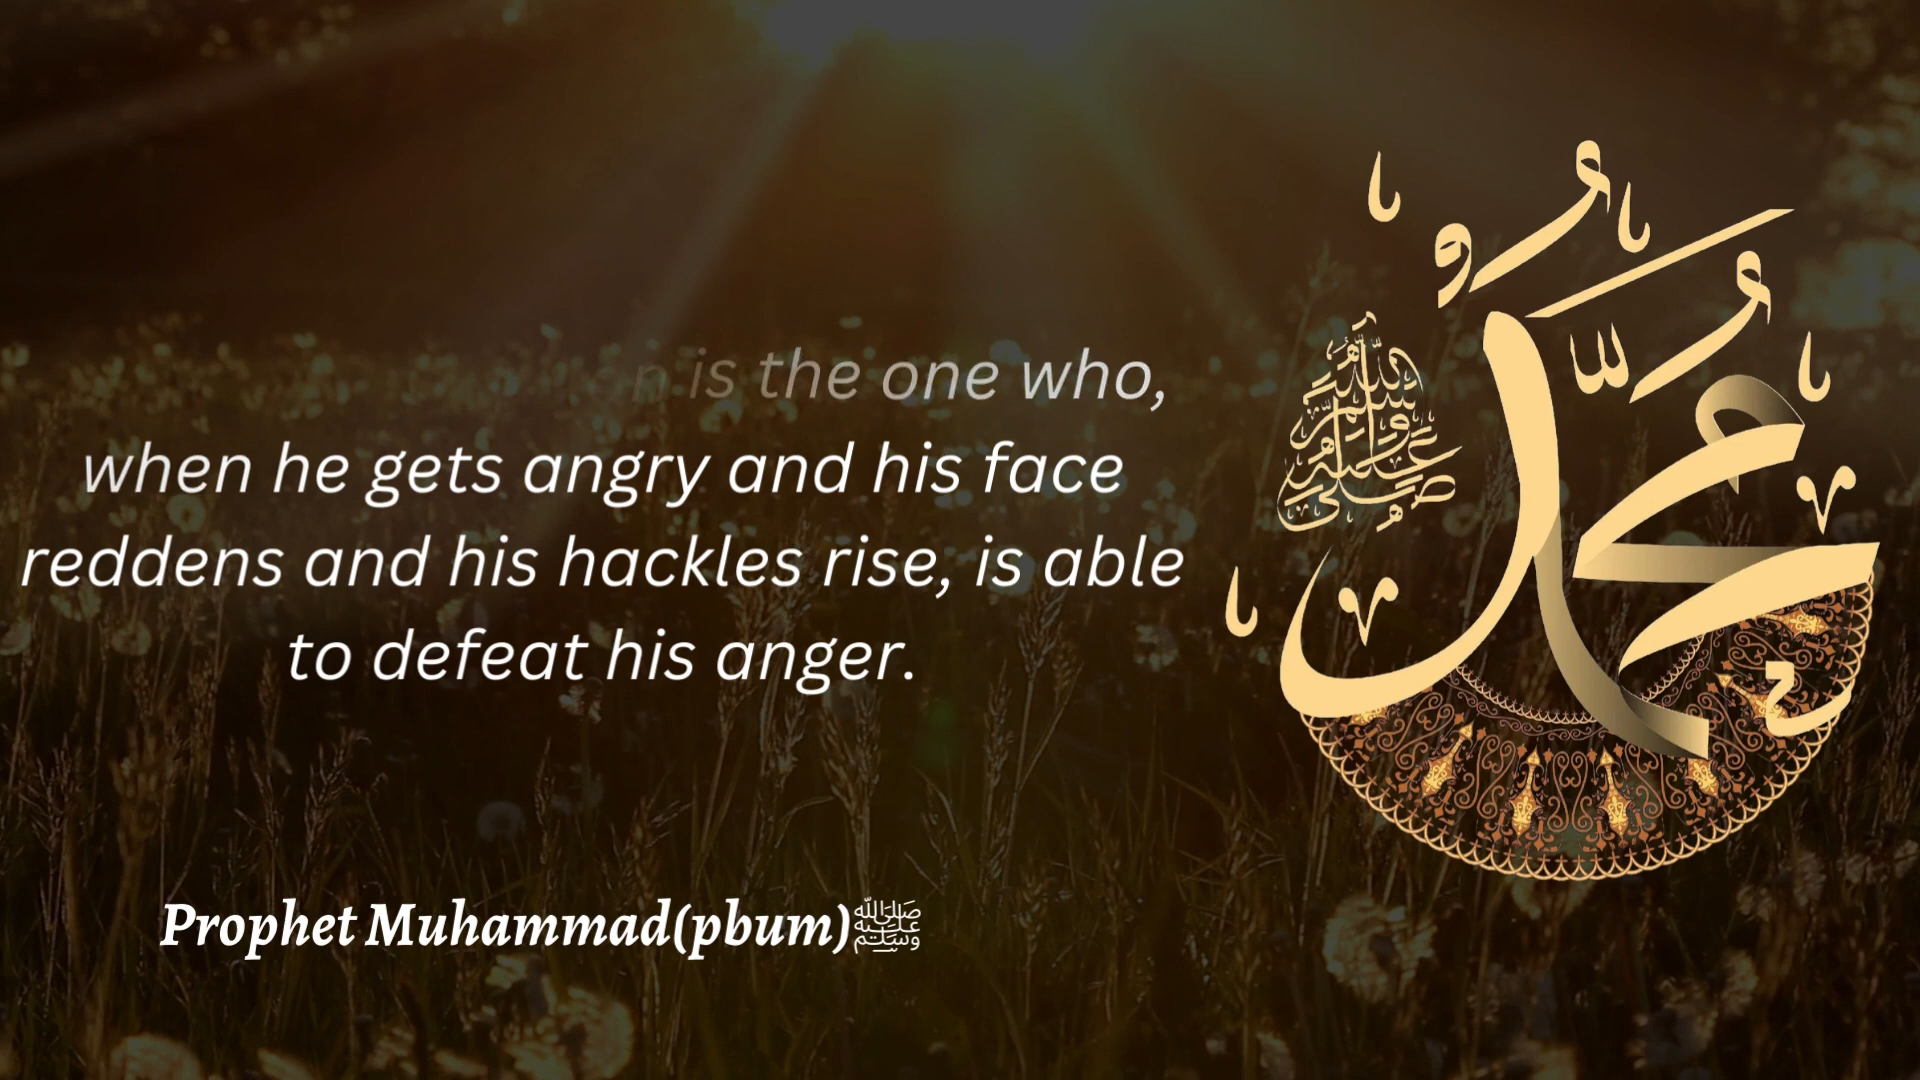 is the one who,
when he gets angry and his face
reddens and his hackles rise, is able
to defeat his anger.
Prophet Muhammad(pbum)ﷺ
محمد
صلى الله عليه وسلم